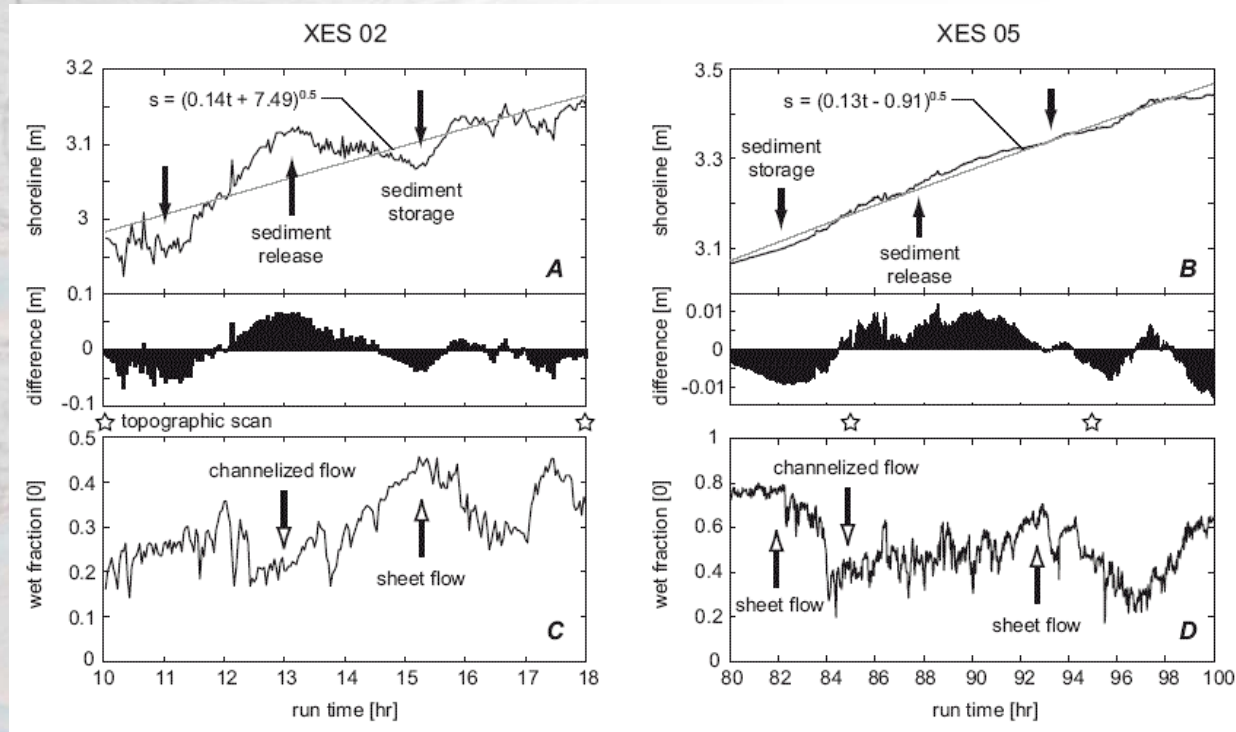 XES 02
XES 05
3.2
3.1
3
shoreline [m]
s = (0.14t + 7.49)^0.5
sediment
release
sediment
storage
A
0.1
0
-0.1
difference [m]
topographic scan
0.5
0.4
0.3
0.2
0.1
0
wet fraction [0]
channelized flow
sheet flow
C
10 11 12 13 14 15 16 17 18
run time [hr]
3.5
3.3
3.1
shoreline [m]
s = (0.13t - 0.91)^0.5
sediment
storage
sediment
release
B
0.01
0
-0.01
difference [m]
1
0.8
0.6
0.4
0.2
0
wet fraction [0]
channelized flow
sheet flow
sheet flow
D
80 84 86 88 90 92 94 96 100
run time [hr]